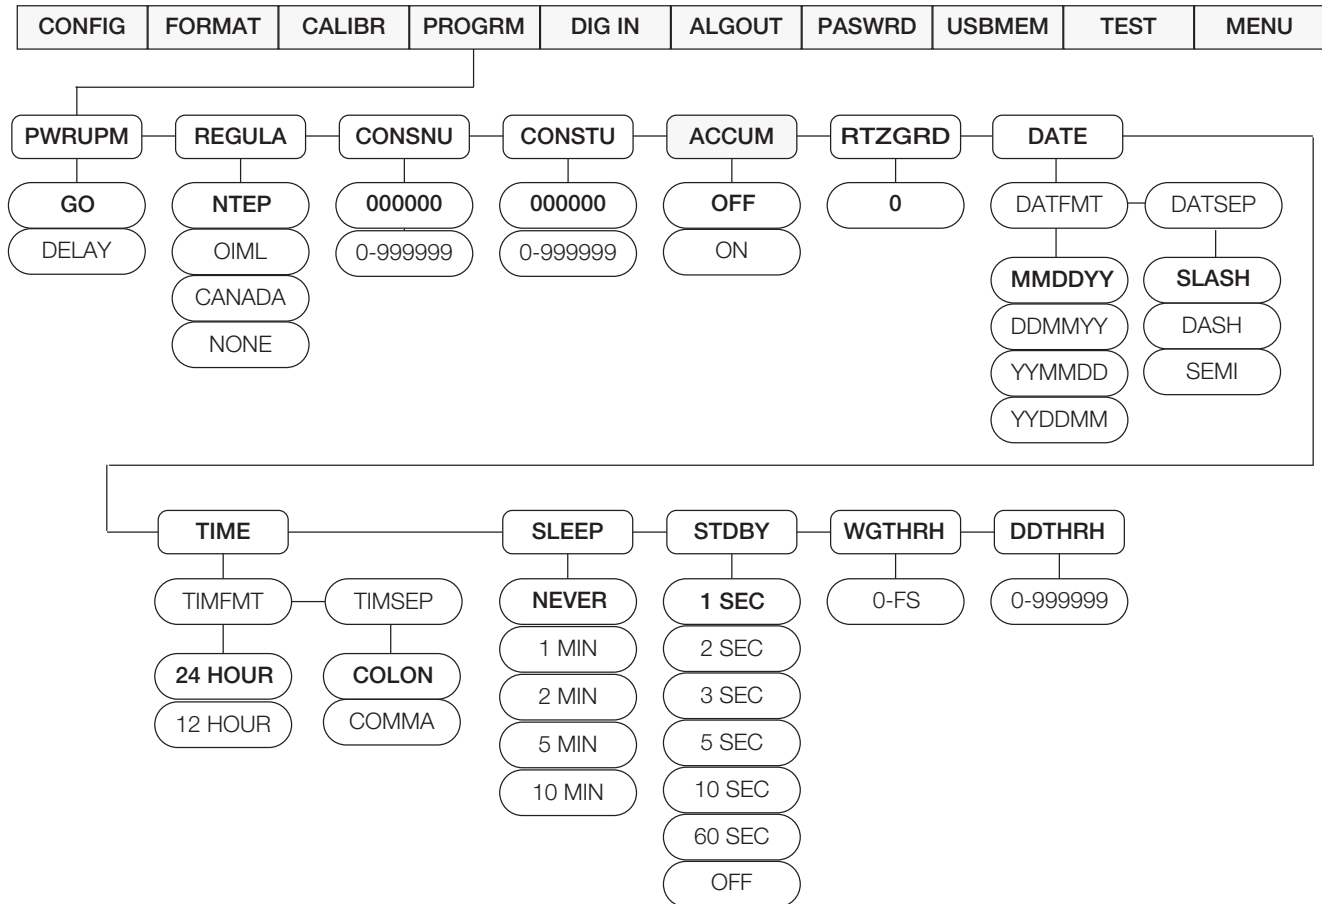 CONFIG FORMAT CALIBR PROGRM DIG IN ALGOUT PASWRD USBMEM TEST MENU
PWRUPM REGULA CONSNU CONSTU ACCUM RTZGRD DATE
GO NTEP 000000 000000 OFF 0 DATFMT DATSEP
DELAY OIML 0-999999 0-999999 ON
MMDDYY SLASH
CANADA
DDMMYY DASH
NONE
YYMMDD SEMI
YYDDMM
TIME SLEEP STDBY WGTHRH DDTHRH
TIMFMT TIMSEP NEVER 1 SEC 0-FS 0-999999
1 MIN 2 SEC
24 HOUR COLON
2 MIN 3 SEC
12 HOUR COMMA
5 MIN 5 SEC
10 MIN 10 SEC
60 SEC
OFF